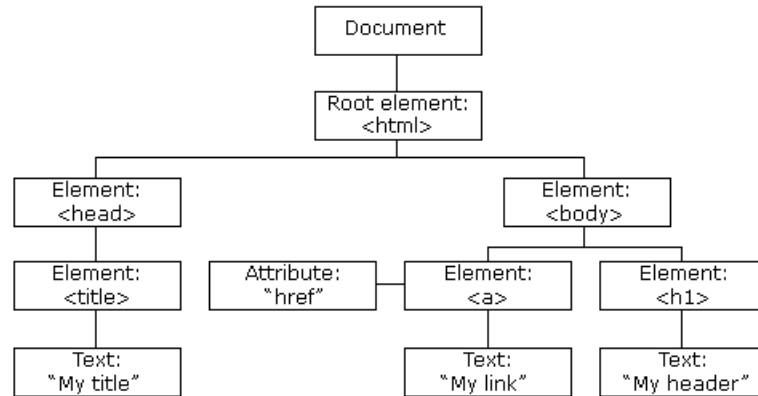 Document
Root element:
<html>
Element:
<head>
Element:
<body>
Element:
<title>
Attribute:
“href”
Element:
<a>
Element:
<h1>
Text:
“My title”
Text:
“My link”
Text:
“My header”